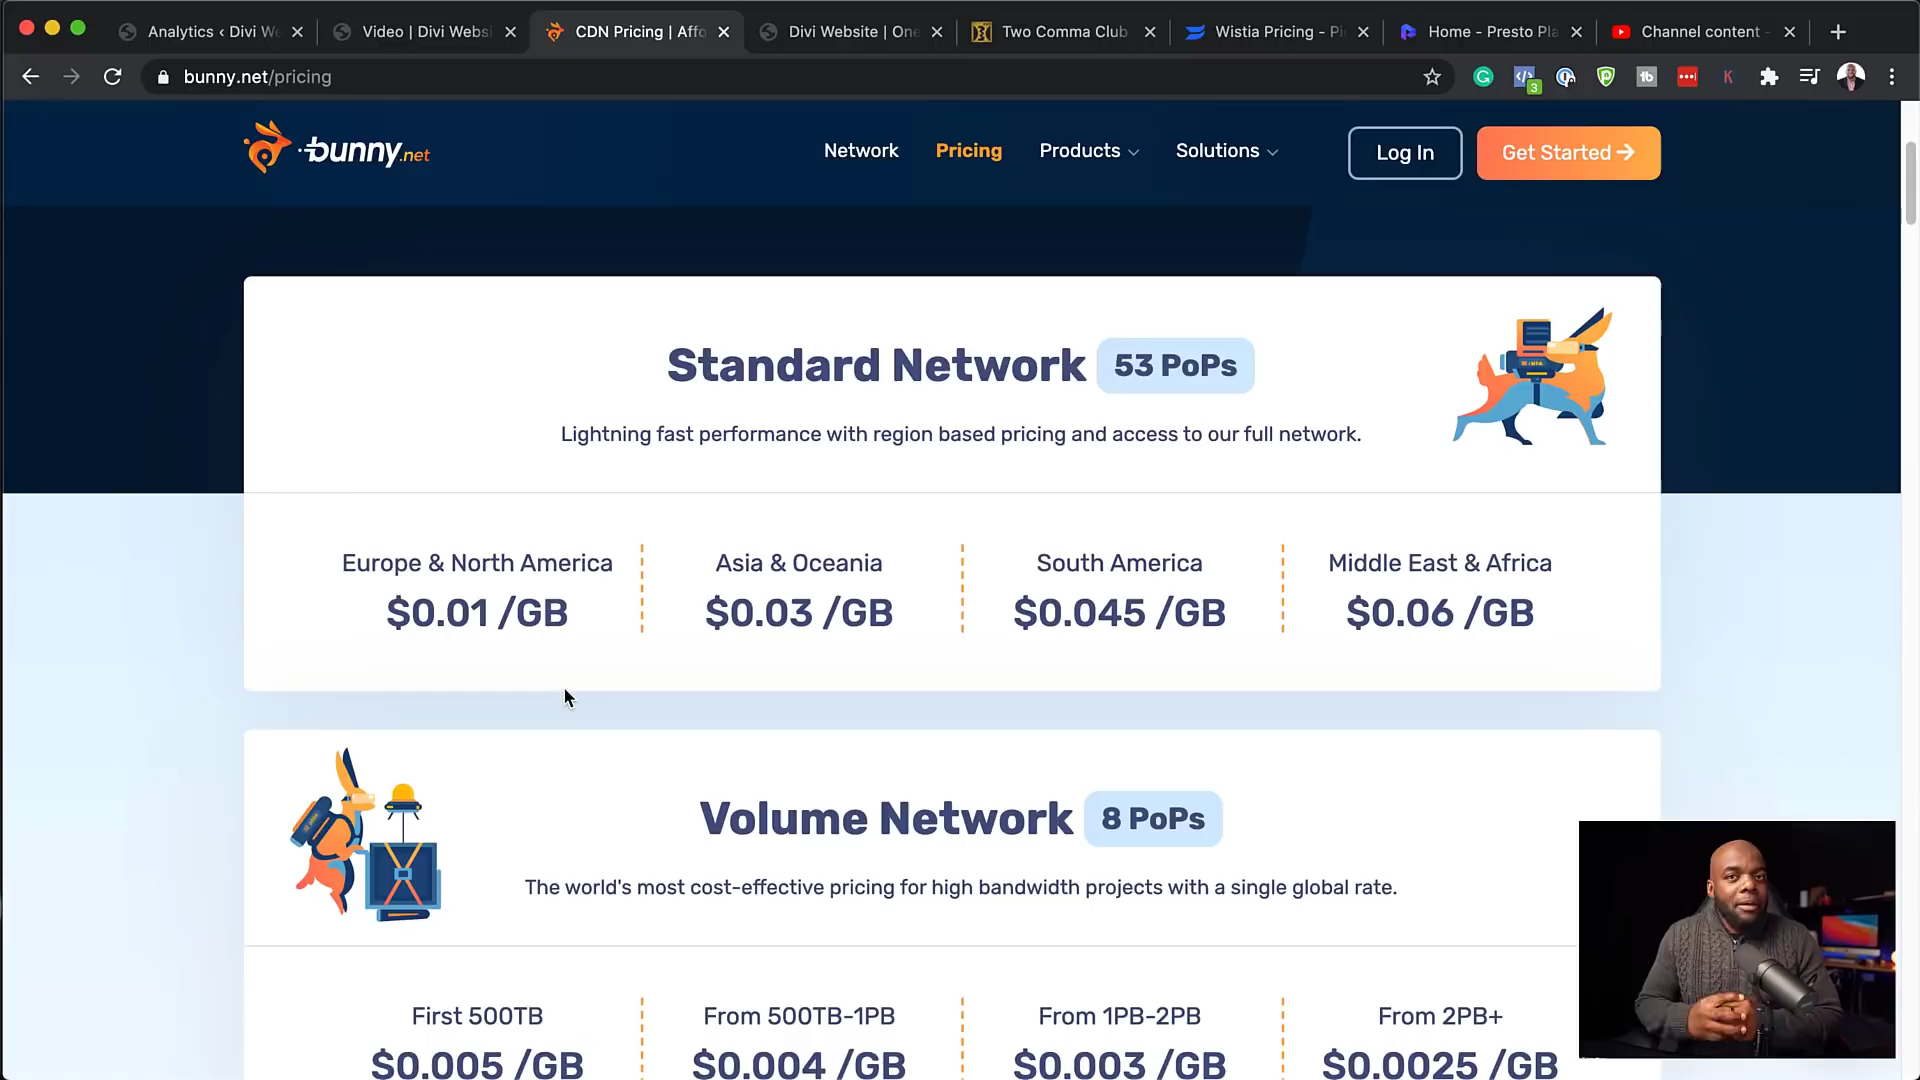 Analytics ‹ Divi We
Video | Divi Websi
CDN Pricing | Affo
Divi Website | One
Two Comma Club
Wistia Pricing - Pl
Home - Presto Pla
Channel content -
bunny.net/pricing
3
tb
K
bunny.net
Network
Pricing
Products
Solutions
Log In
Get Started
Standard Network
53 PoPs
Lightning fast performance with region based pricing and access to our full network.
Europe & North America
$0.01 /GB
Asia & Oceania
$0.03 /GB
South America
$0.045 /GB
Middle East & Africa
$0.06 /GB
Volume Network
8 PoPs
The world's most cost-effective pricing for high bandwidth projects with a single global rate.
First 500TB
$0.005 /GB
From 500TB-1PB
$0.004 /GB
From 1PB-2PB
$0.003 /GB
From 2PB+
$0.0025 /GB